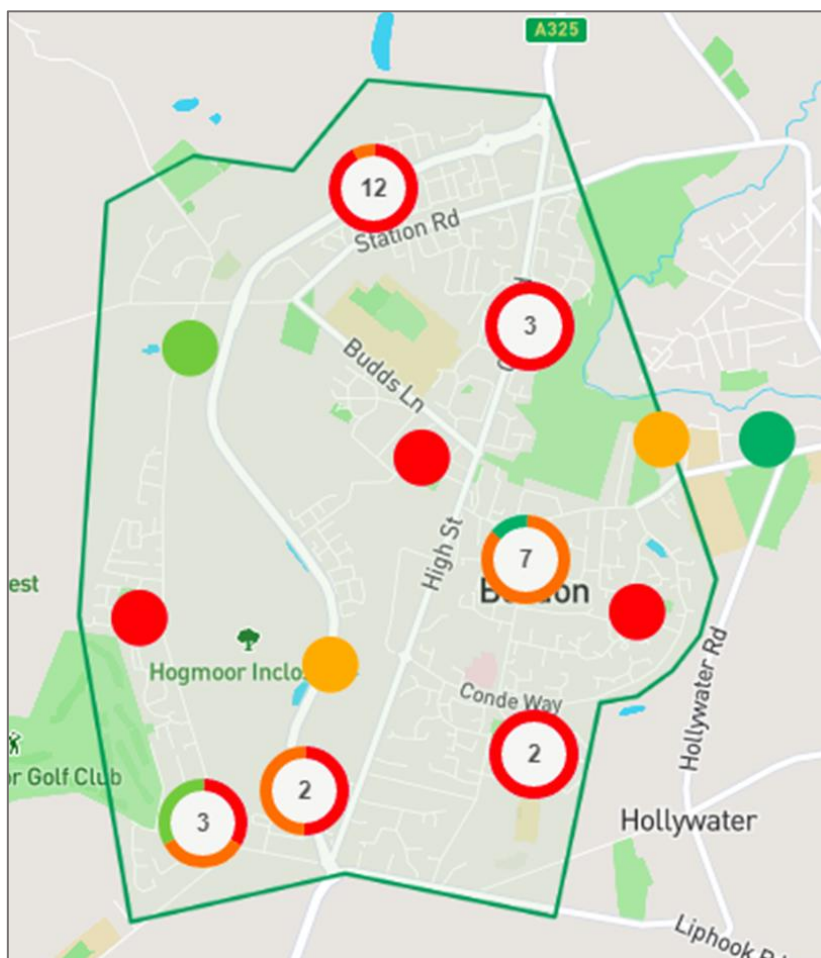 A325
12
Station Rd
3
Budds Ln
High St
7
est
Hogmoor Inclo
Conde Way
Hollywater Rd
2
or Golf Club
2
3
Hollywater
Liphook R